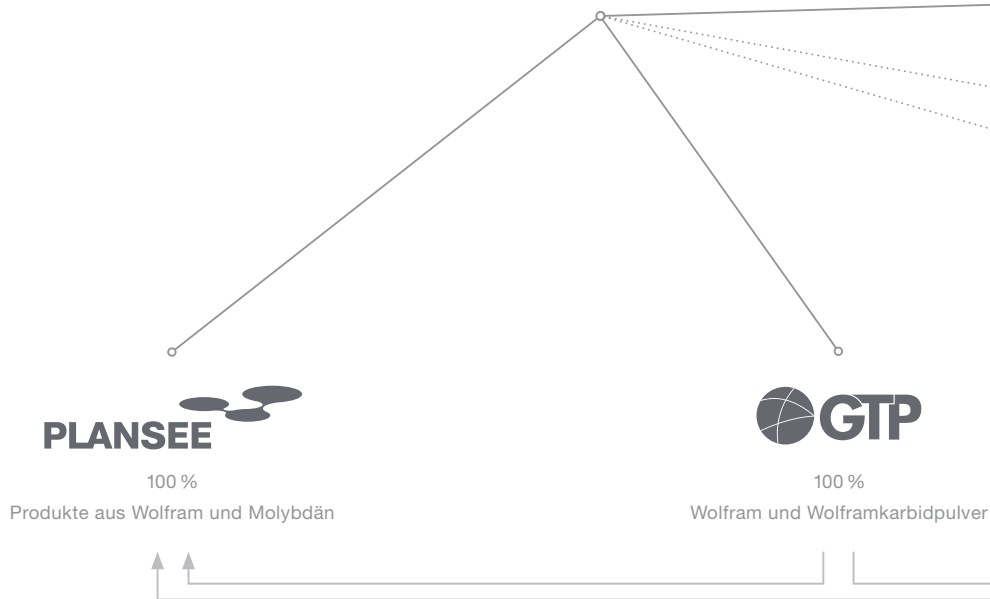 PLANSEE
100 %
Produkte aus Wolfram und Molybdän
GTP
100 %
Wolfram und Wolframkarbidpulver